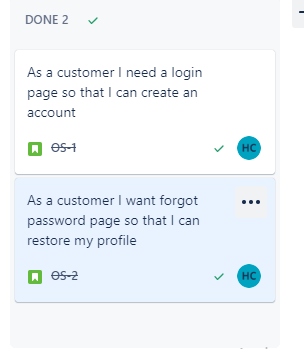 DONE 2
As a customer I need a login
page so that I can create an
account
OS-1
HC
As a customer I want forgot
password page so that I can
restore my profile
OS-2
HC